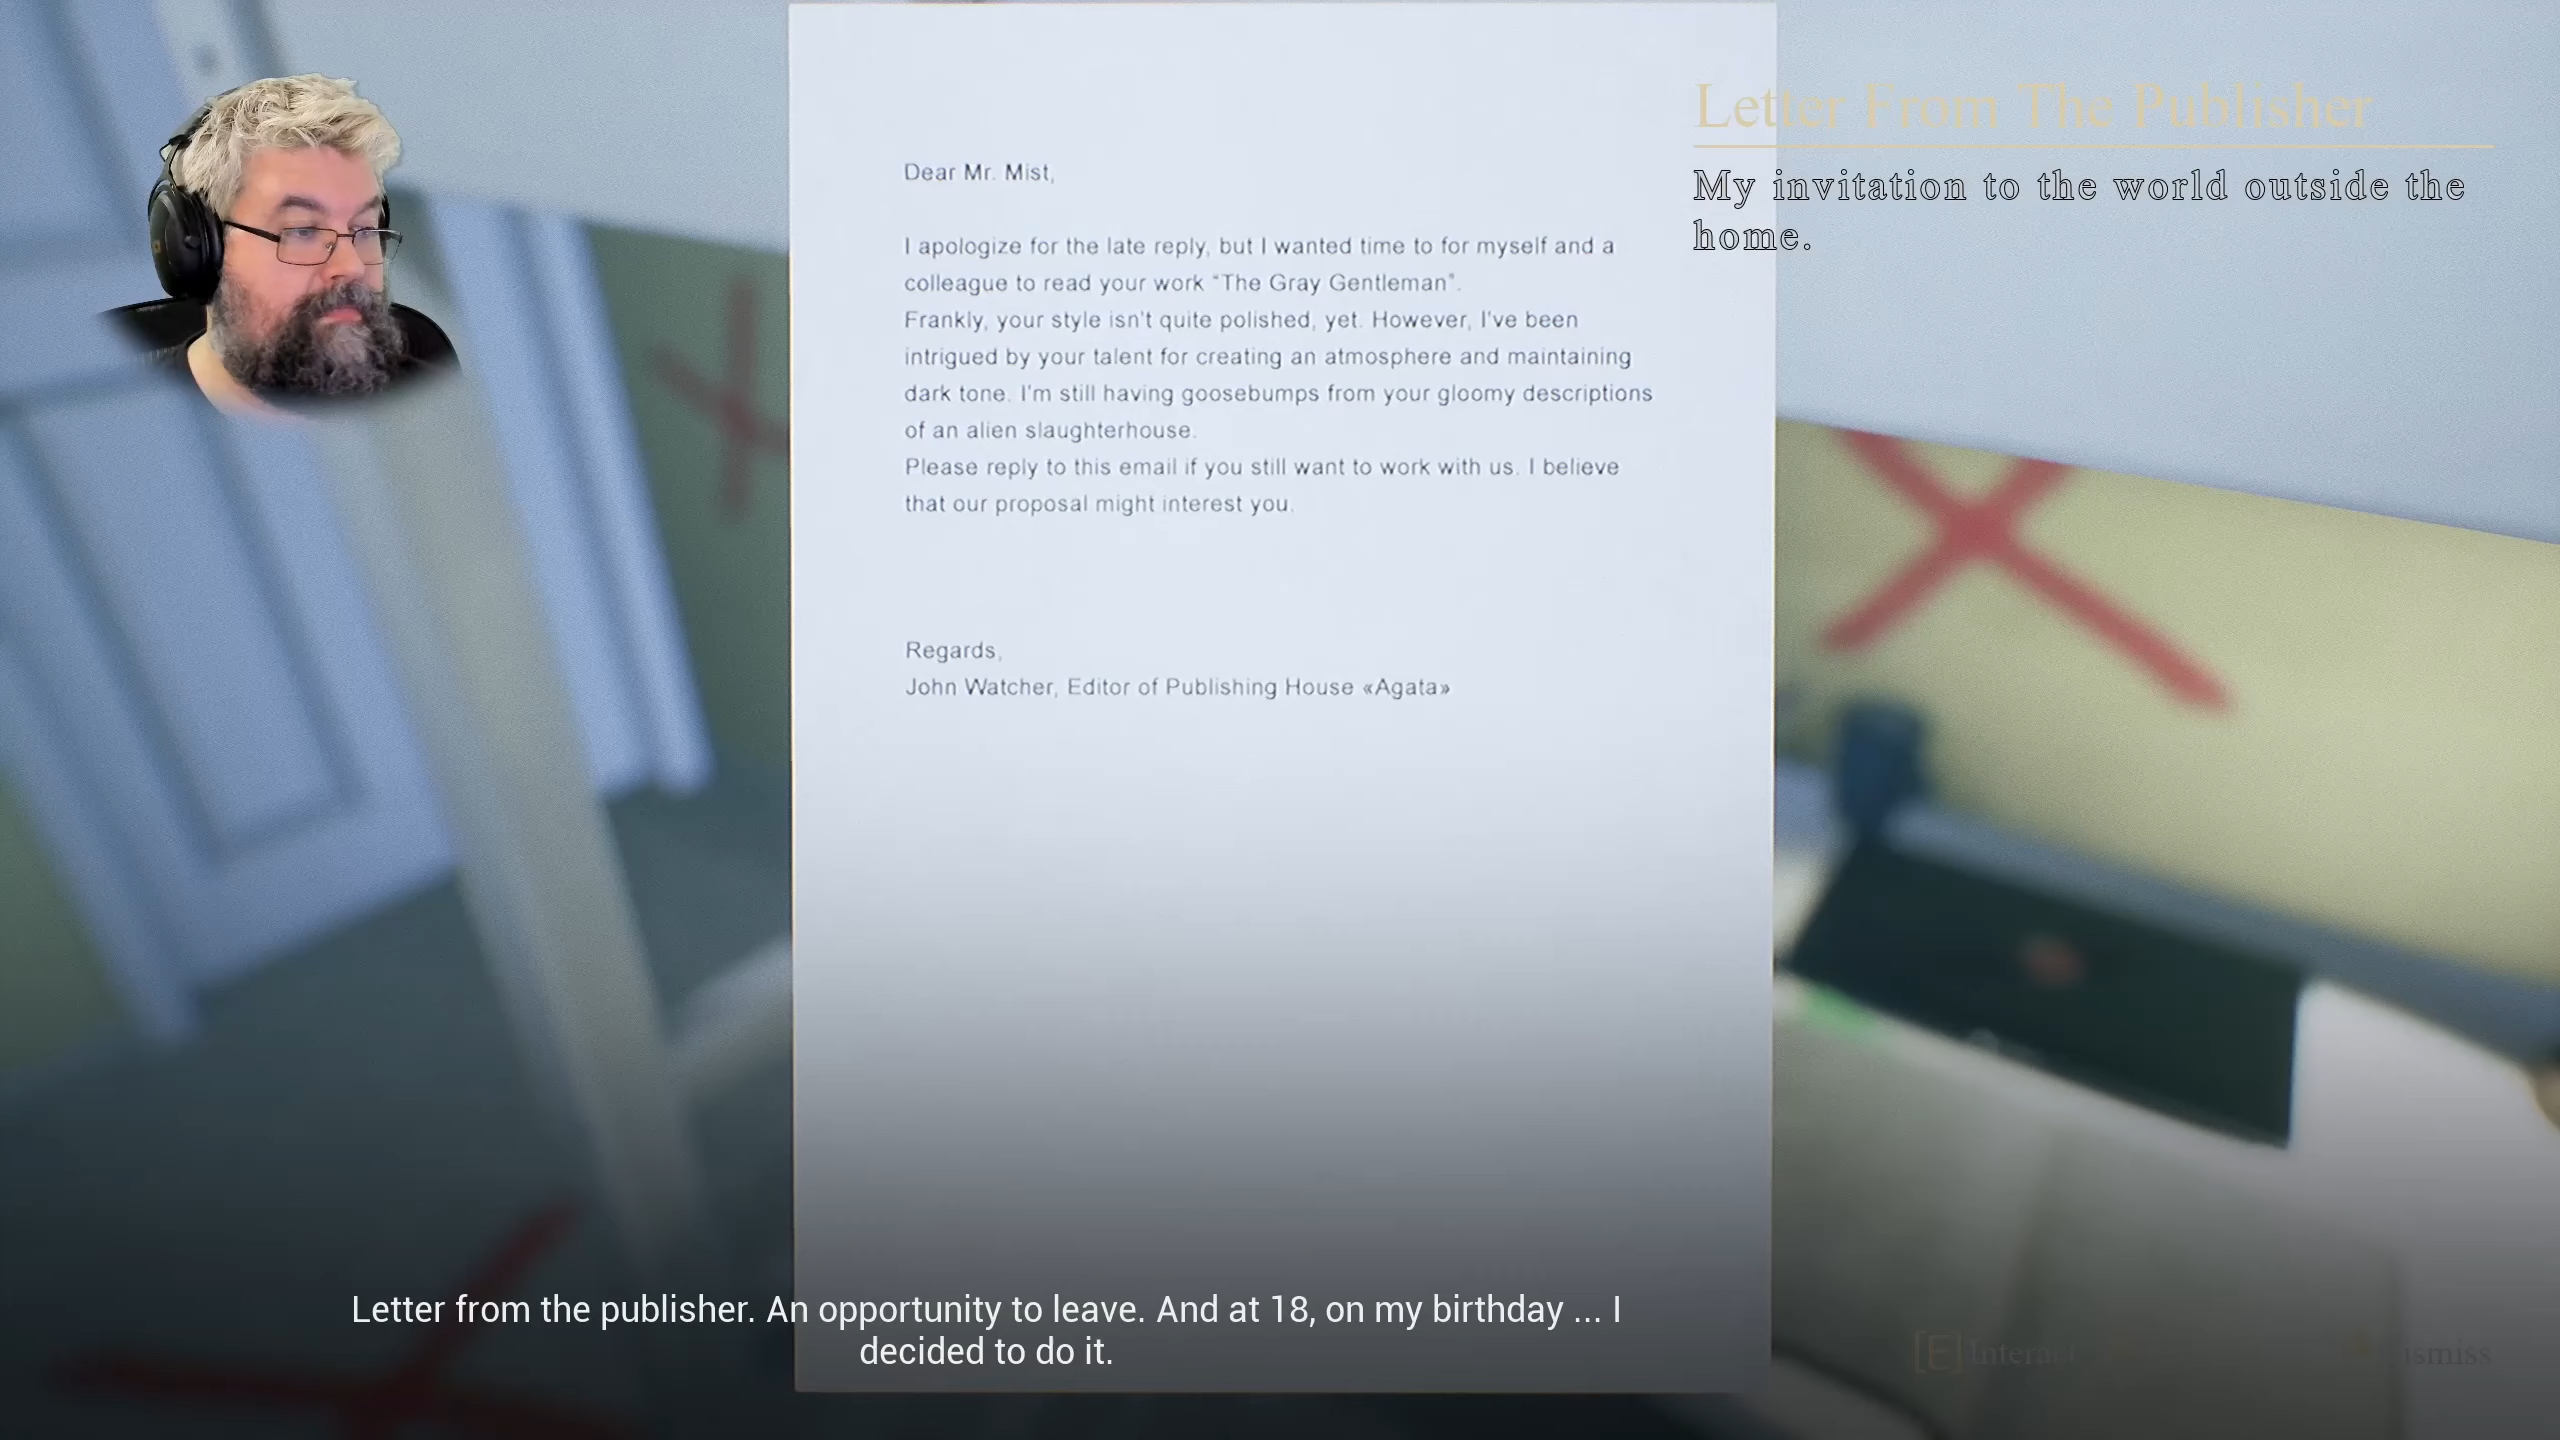 Letter From The Publisher
My invitation to the world outside the
home.
Dear Mr. Mist,
I apologize for the late reply, but I wanted time to for myself and a
colleague to read your work “The Gray Gentleman”.
Frankly, your style isn't quite polished, yet. However, I've been
intrigued by your talent for creating an atmosphere and maintaining
dark tone. I'm still having goosebumps from your gloomy descriptions
of an alien slaughterhouse.
Please reply to this email if you still want to work with us. I believe
that our proposal might interest you.
Regards,
John Watcher, Editor of Publishing House «Agata»
Letter from the publisher. An opportunity to leave. And at 18, on my birthday ... I
decided to do it.
[E] Interact